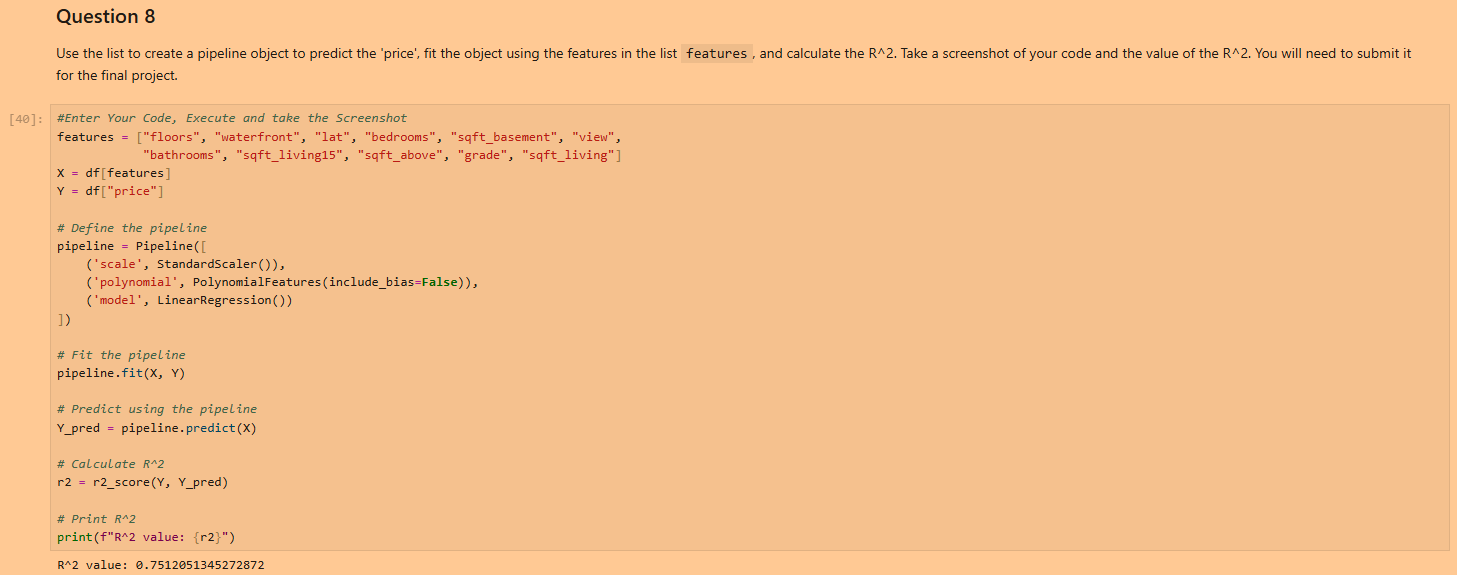 Question 8
Use the list to create a pipeline object to predict the 'price', fit the object using the features in the list features , and calculate the R^2. Take a screenshot of your code and the value of the R^2. You will need to submit it
for the final project.
[40]: #Enter Your Code, Execute and take the Screenshot
features = ["floors", "waterfront", "lat", "bedrooms", "sqft_basement", "view",
            "bathrooms", "sqft_living15", "sqft_above", "grade", "sqft_living"]
X = df[features]
Y = df["price"]
# Define the pipeline
pipeline = Pipeline([
    ('scale', StandardScaler()),
    ('polynomial', PolynomialFeatures(include_bias=False)),
    ('model', LinearRegression())
])
# Fit the pipeline
pipeline.fit(X, Y)
# Predict using the pipeline
Y_pred = pipeline.predict(X)
# Calculate R^2
r2 = r2_score(Y, Y_pred)
# Print R^2
print(f"R^2 value: {r2}")
R^2 value: 0.7512051345272872